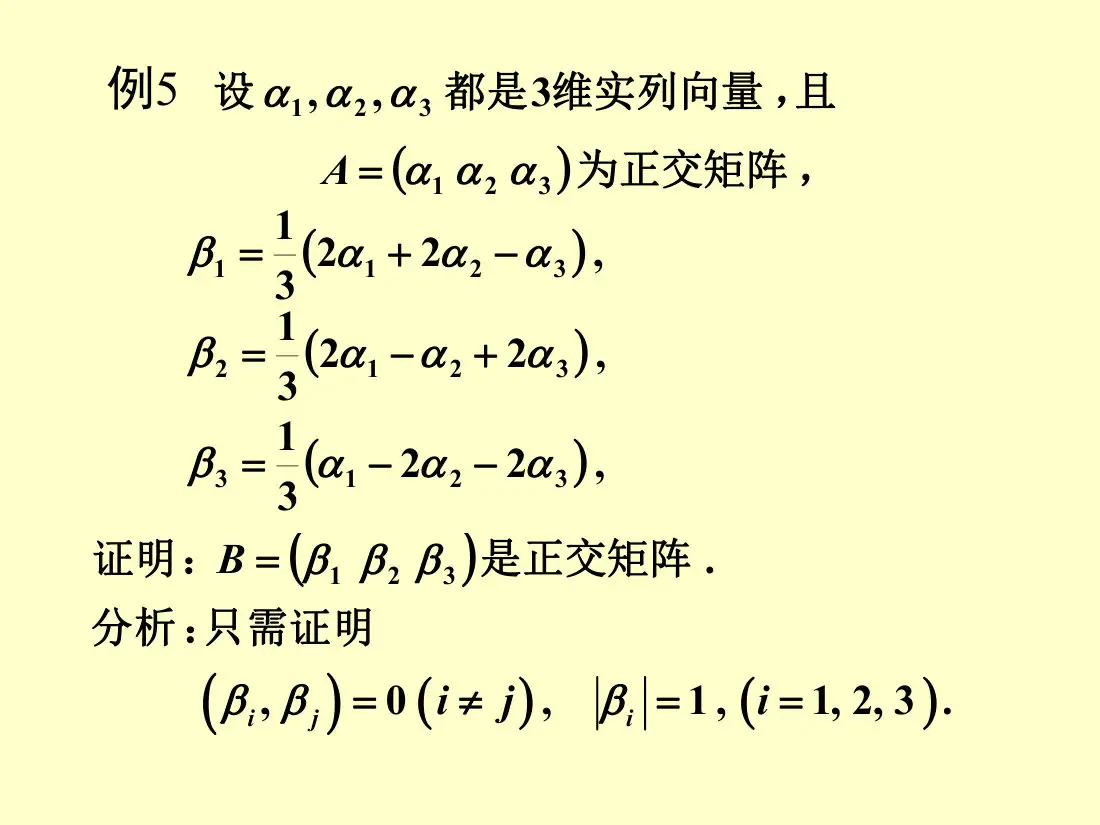 例5 设 α₁, α₂, α₃ 都是3维实列向量，且
A = (α₁ α₂ α₃) 为正交矩阵，
β₁ = 1/3 (2α₁ + 2α₂ − α₃),
β₂ = 1/3 (2α₁ − α₂ + 2α₃),
β₃ = 1/3 (α₁ − 2α₂ − 2α₃),
证明：B = (β₁ β₂ β₃) 是正交矩阵．
分析：只需证明
(βᵢ, βⱼ) = 0 (i ≠ j), |βᵢ| = 1, (i = 1, 2, 3).